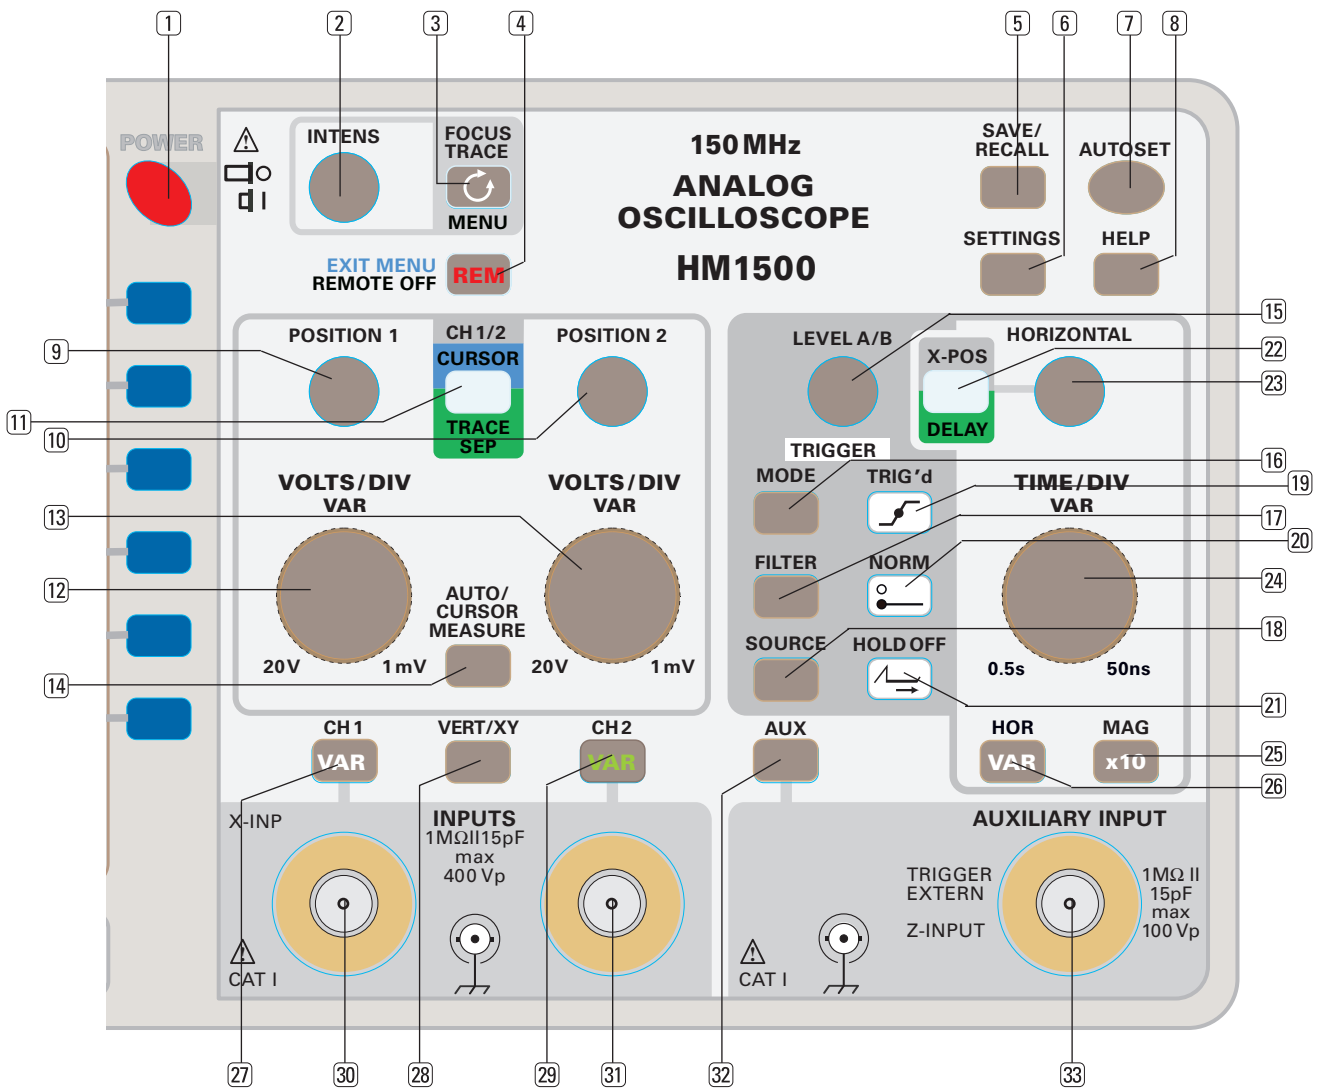 1
2
3
4
5
6
7
8
POWER
INTENS
FOCUS
TRACE
MENU
150 MHz
ANALOG
OSCILLOSCOPE
HM1500
SAVE/
RECALL
AUTOSET
SETTINGS
HELP
EXIT MENU
REMOTE OFF
REM
9
11
10
POSITION 1
CH 1/2
CURSOR
TRACE
SEP
POSITION 2
LEVEL A/B
HORIZONTAL
X-POS
DELAY
15
22
23
VOLTS / DIV
VAR
VOLTS / DIV
VAR
13
12
14
20 V
1 mV
AUTO/
CURSOR
MEASURE
20 V
1 mV
TRIGGER
MODE
TRIG'd
FILTER
NORM
SOURCE
HOLD OFF
TIME / DIV
VAR
0.5s
50ns
16
19
17
20
24
18
21
25
26
CH 1
VAR
VERT/XY
CH 2
VAR
AUX
HOR
VAR
MAG
x10
X-INP
INPUTS
1MΩII15pF
max
400 Vp
CAT I
AUXILIARY INPUT
TRIGGER
EXTERN
Z-INPUT
1MΩ II
15pF
max
100 Vp
CAT I
27
30
28
29
31
32
33